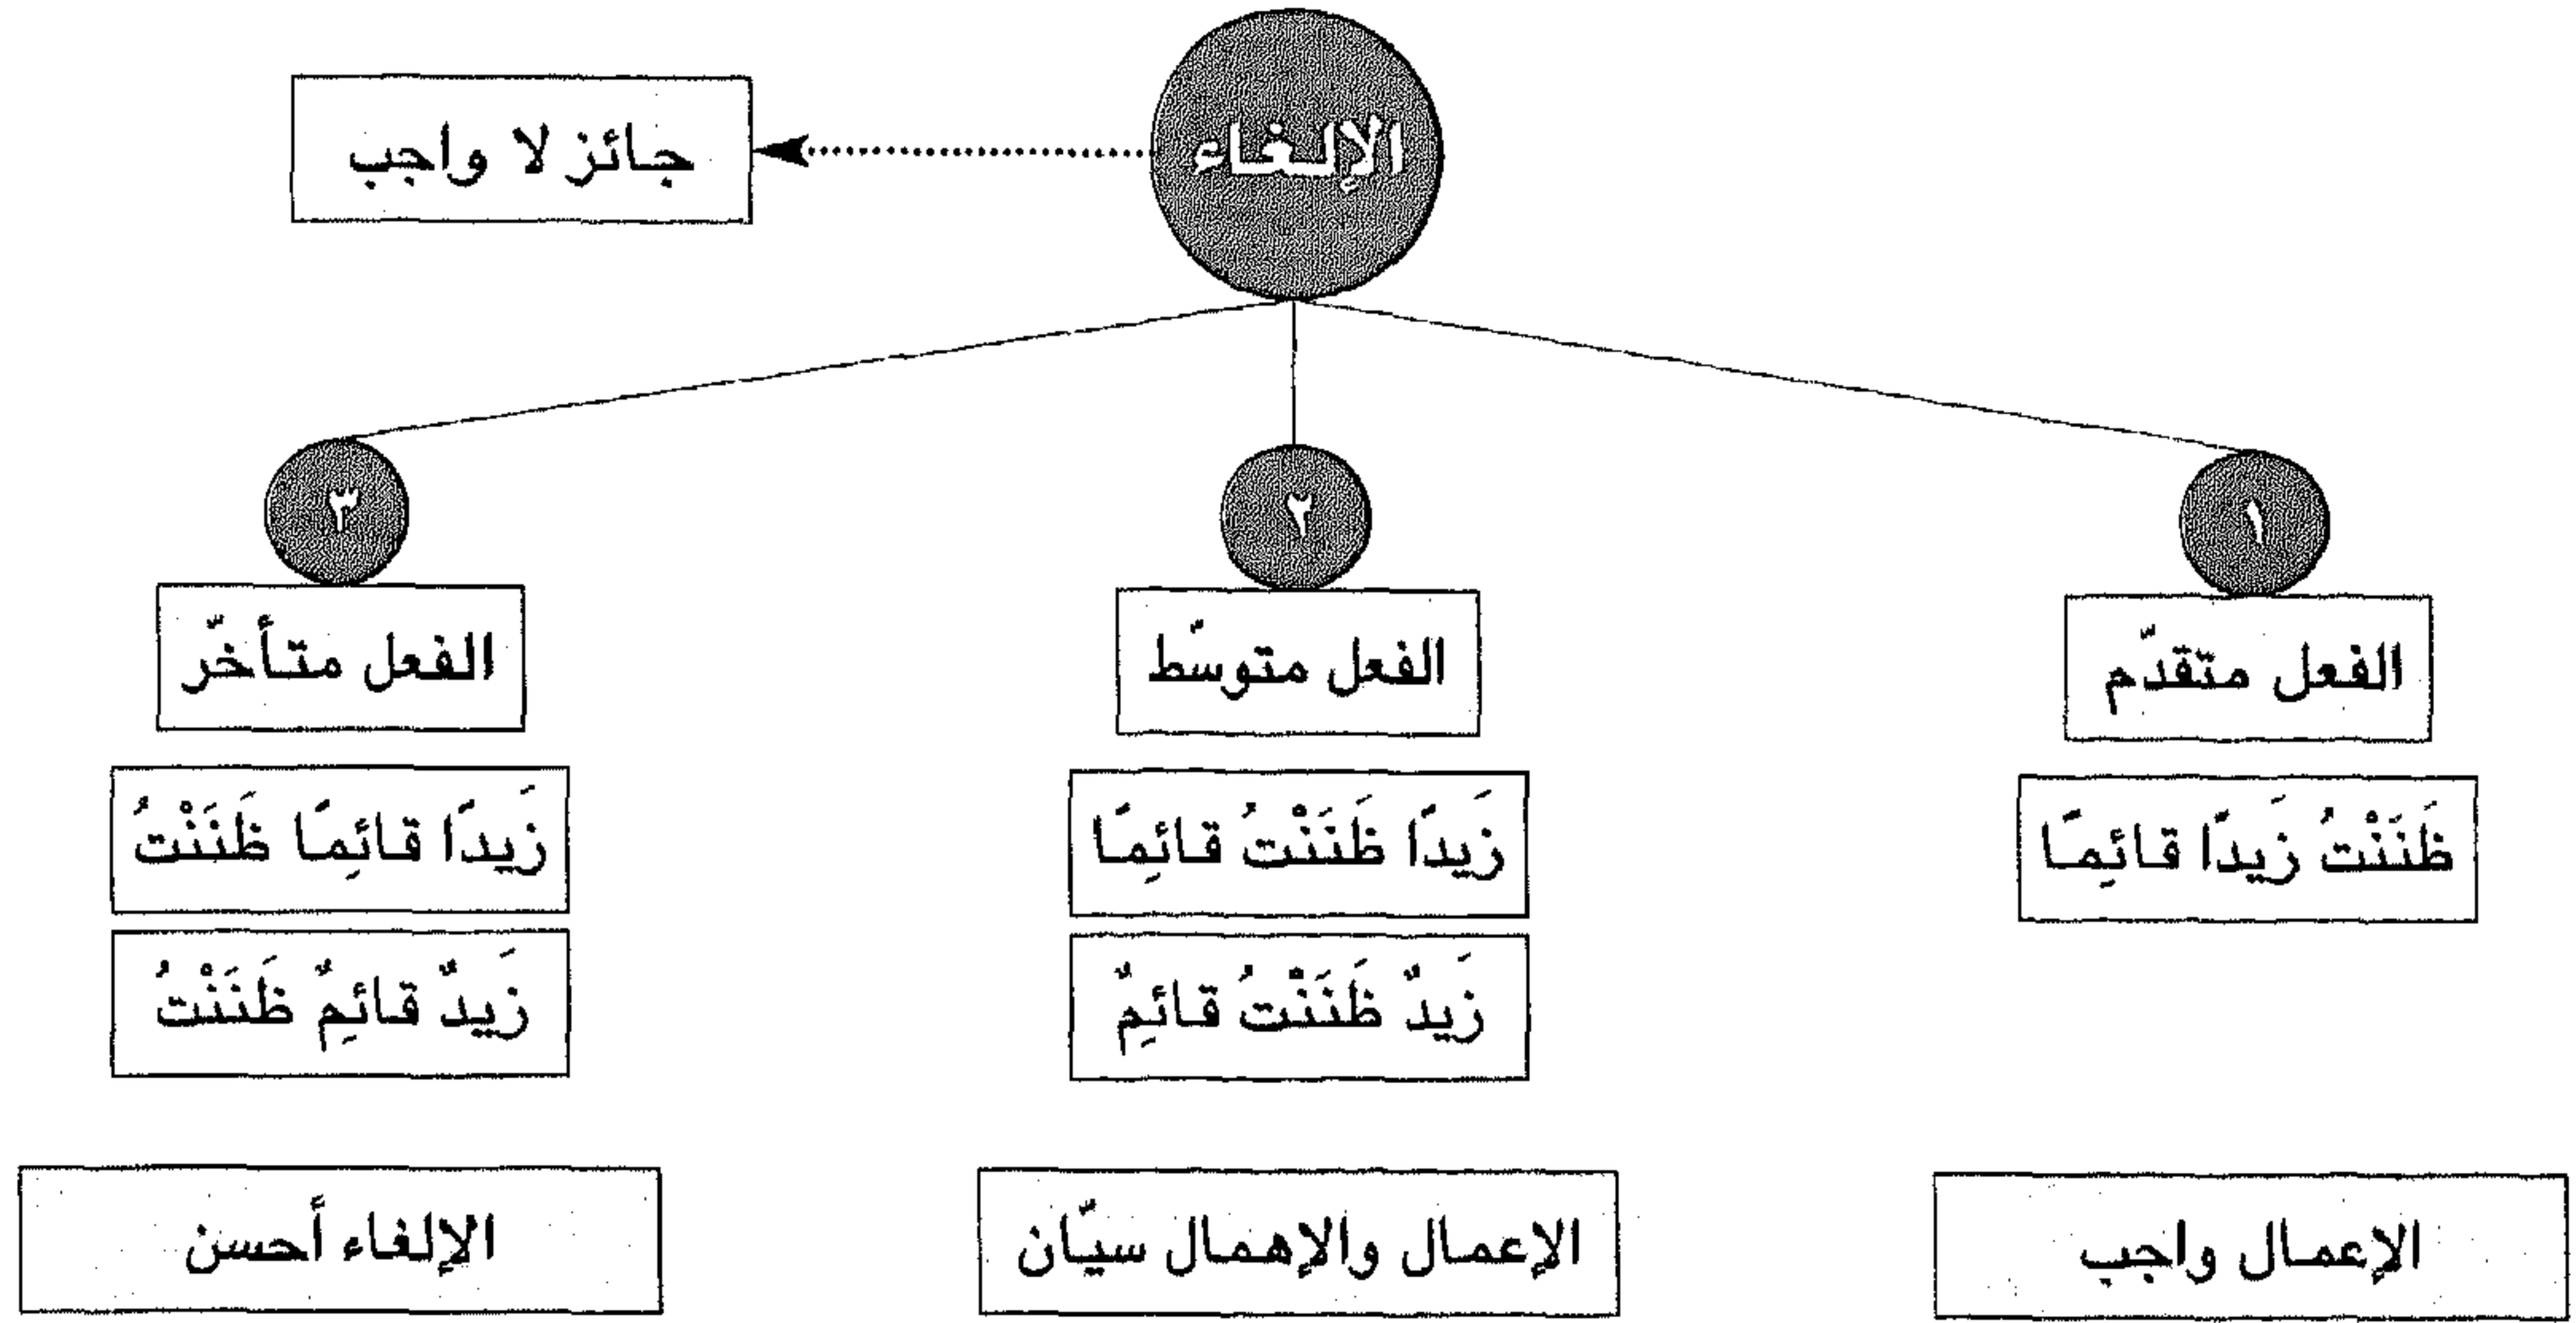 الإلغاء
جائز لا واجب
١
الفعل متقدّم
ظَنَنْتُ زَيدًا قائِمًا
الإعمال واجب
٢
الفعل متوسّط
زَيدًا ظَنَنْتُ قائِمًا
زَيدٌ ظَنَنْتُ قائِمٌ
الإعمال والإهمال سيّان
٣
الفعل متأخّر
زَيدًا قائِمًا ظَنَنْتُ
زَيدٌ قائِمٌ ظَنَنْتُ
الإلغاء أحسن